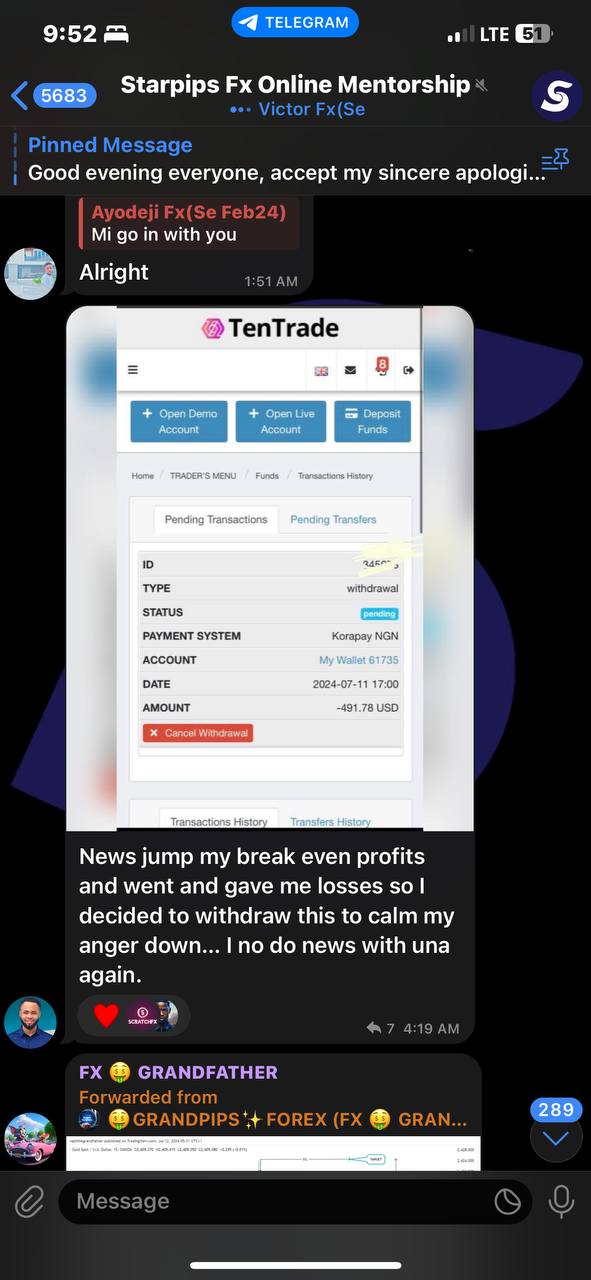 9:52
TELEGRAM
LTE 51
5683
Starpips Fx Online Mentorship
Victor Fx(Se
S
Pinned Message
Good evening everyone, accept my sincere apologi...
Ayodeji Fx(Se Feb24)
Mi go in with you
Alright
1:51 AM
TenTrade
8
+ Open Demo Account
+ Open Live Account
Deposit Funds
Home / TRADER'S MENU / Funds / Transactions History
Pending Transactions Pending Transfers
ID
TYPE withdrawal
STATUS pending
PAYMENT SYSTEM Korapay NGN
ACCOUNT My Wallet 61735
DATE 2024-07-11 17:00
AMOUNT -491.78 USD
× Cancel Withdrawal
Transactions History Transfers History
News jump my break even profits
and went and gave me losses so I
decided to withdraw this to calm my
anger down... I no do news with una
again.
SCRATCHFX
7 4:19 AM
FX 🤑 GRANDFATHER
Forwarded from
🤑GRANDPIPS✨FOREX (FX 🤑 GRAN...
289
TARGET
Message